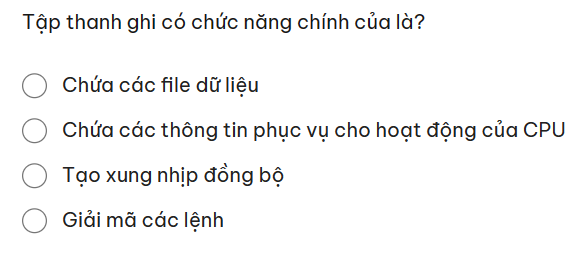 Tập thanh ghi có chức năng chính của là?
Chứa các file dữ liệu
Chứa các thông tin phục vụ cho hoạt động của CPU
Tạo xung nhịp đồng bộ
Giải mã các lệnh